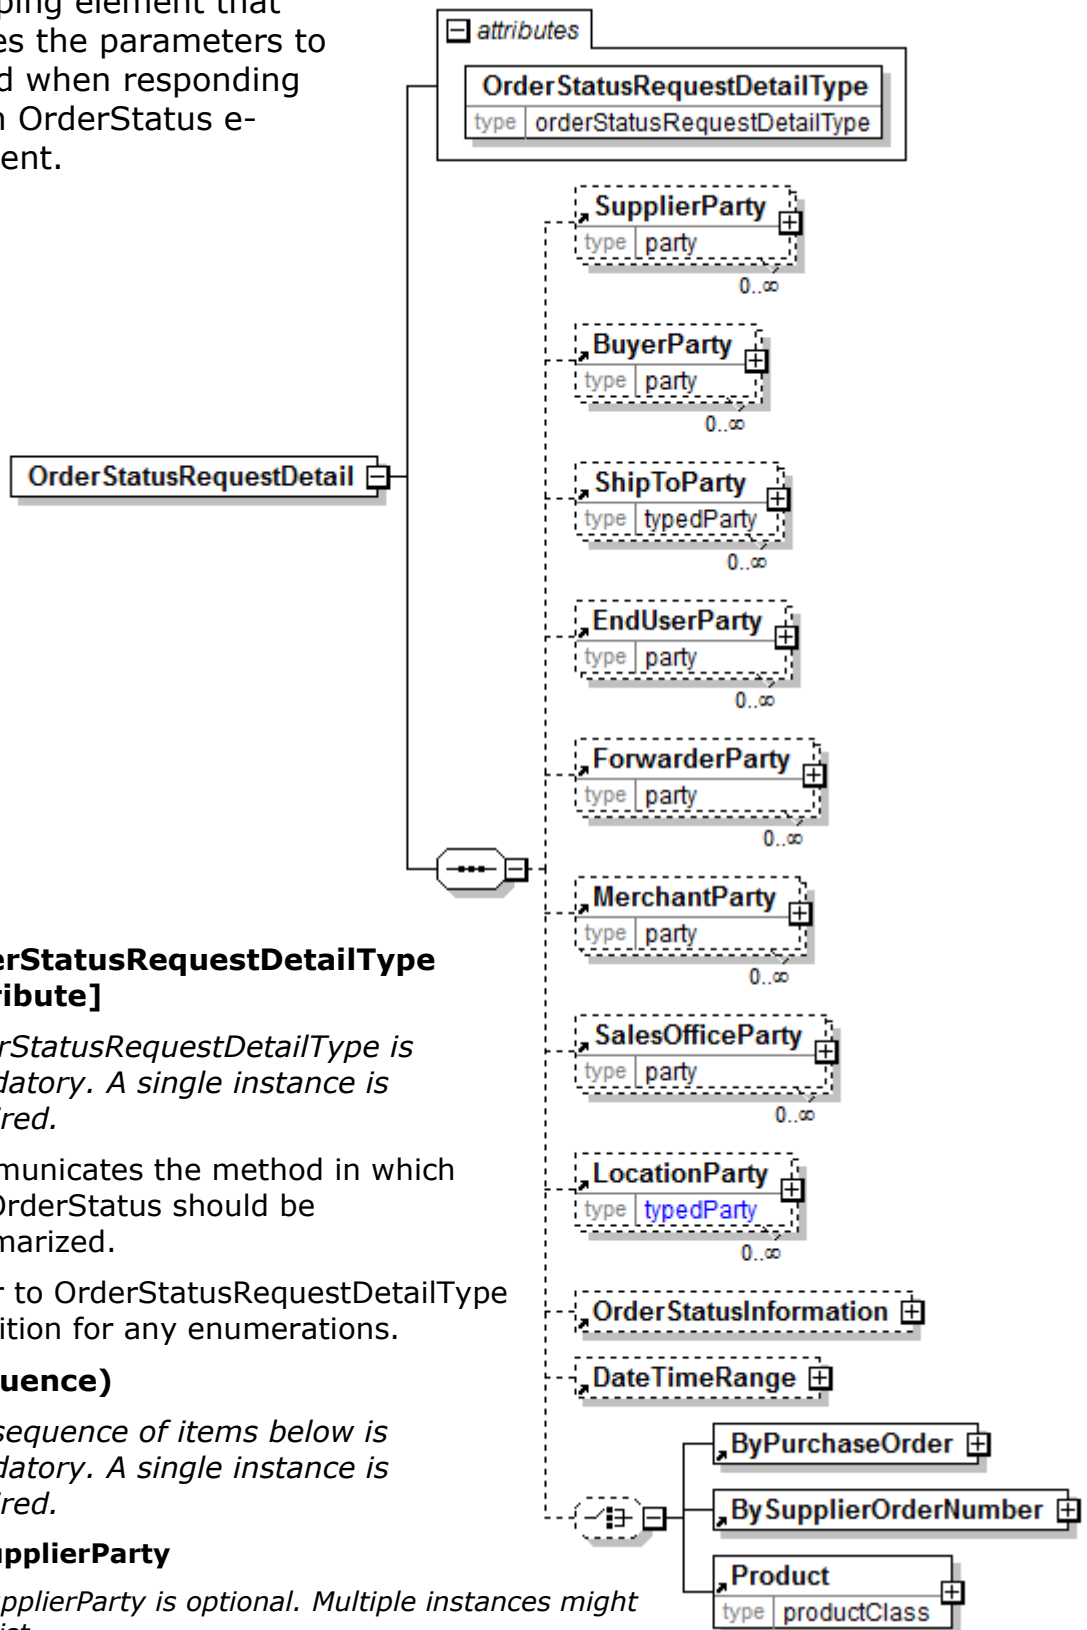 ping element that
es the parameters to
d when responding
n OrderStatus e-
ent.
attributes
OrderStatusRequestDetailType
type orderStatusRequestDetailType
SupplierParty
type party
0..∞
BuyerParty
type party
0..∞
OrderStatusRequestDetail
ShipToParty
type typedParty
0..∞
EndUserParty
type party
0..∞
ForwarderParty
type party
0..∞
MerchantParty
type party
0..∞
SalesOfficeParty
type party
0..∞
LocationParty
type typedParty
0..∞
OrderStatusInformation
DateTimeRange
ByPurchaseOrder
BySupplierOrderNumber
Product
type productClass
erStatusRequestDetailType
ribute]
rStatusRequestDetailType is
datory. A single instance is
ired.
municates the method in which
OrderStatus should be
marized.
r to OrderStatusRequestDetailType
ition for any enumerations.
uence)
sequence of items below is
datory. A single instance is
ired.
upplierParty
pplierParty is optional. Multiple instances might